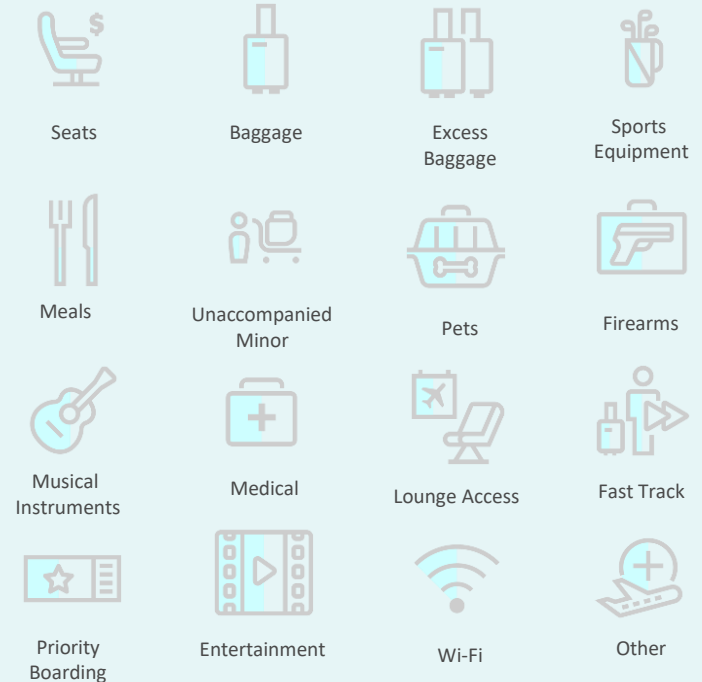 $
Seats
Baggage
Excess
Baggage
Sports
Equipment
Meals
Unaccompanied
Minor
Pets
Firearms
Musical
Instruments
Medical
Lounge Access
Fast Track
Priority
Boarding
Entertainment
Wi-Fi
Other